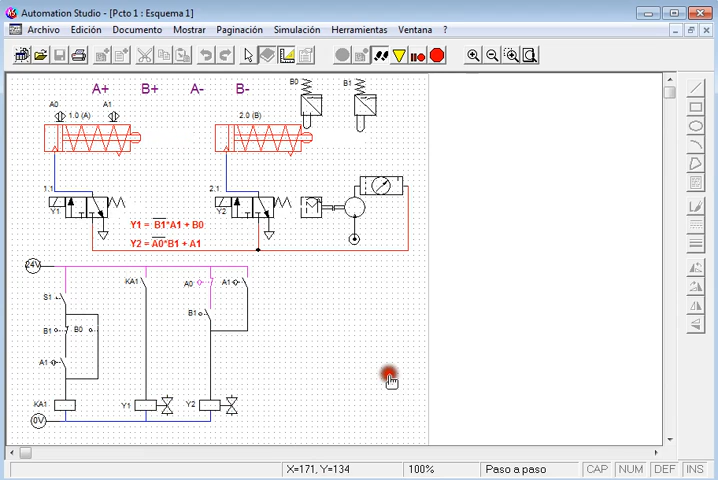 Automation Studio - [Pcto 1 : Esquema 1]
Archivo Edición Documento Mostrar Paginación Simulación Herramientas Ventana ?
A+ B+ A- B-
B0 B1
A0 A1
1.0 (A) 2.0 (B)
1.1 2.1
Y1 Y2
Y1 = B1*A1 + B0
Y2 = A0*B1 + A1
24V
KA1 A0 A1
S1
B1
B1 B0
A1
KA1 Y1 Y2
0V
X=171, Y=134 100% Paso a paso CAP NUM DEF INS